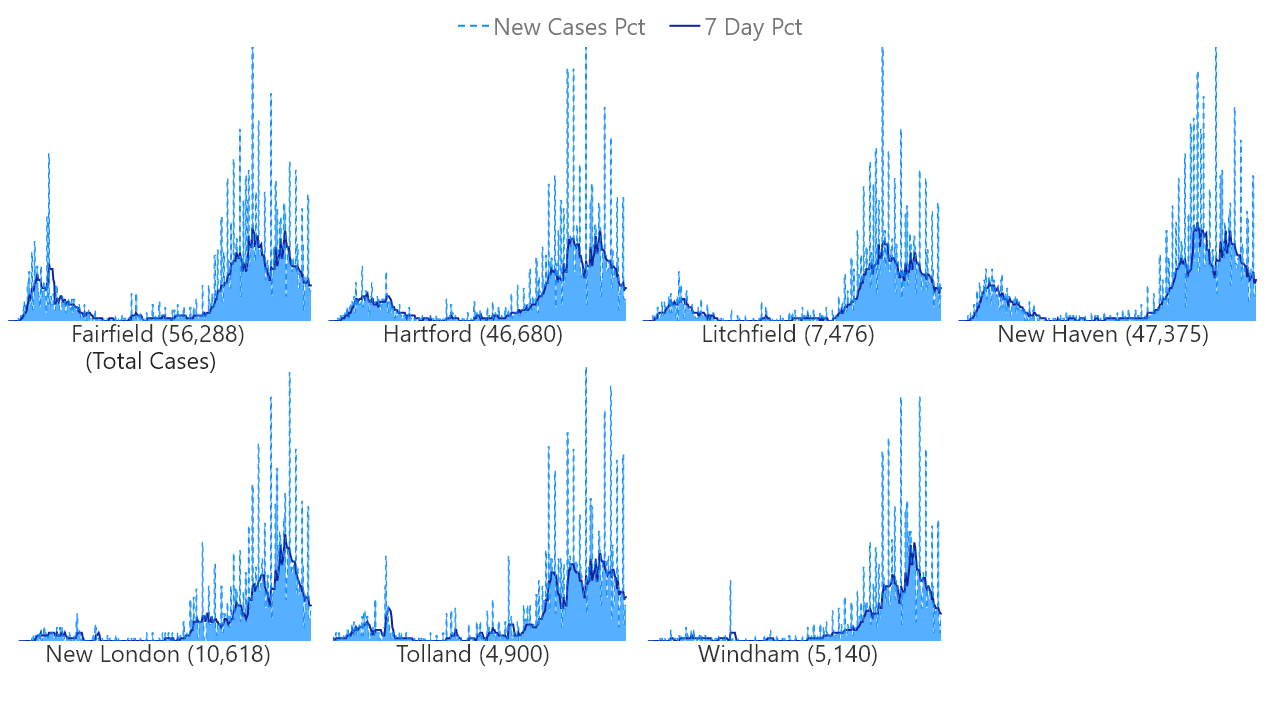 New Cases Pct 7 Day Pct
Fairfield (56,288)
(Total Cases)
Hartford (46,680)
Litchfield (7,476)
New Haven (47,375)
New London (10,618)
Tolland (4,900)
Windham (5,140)